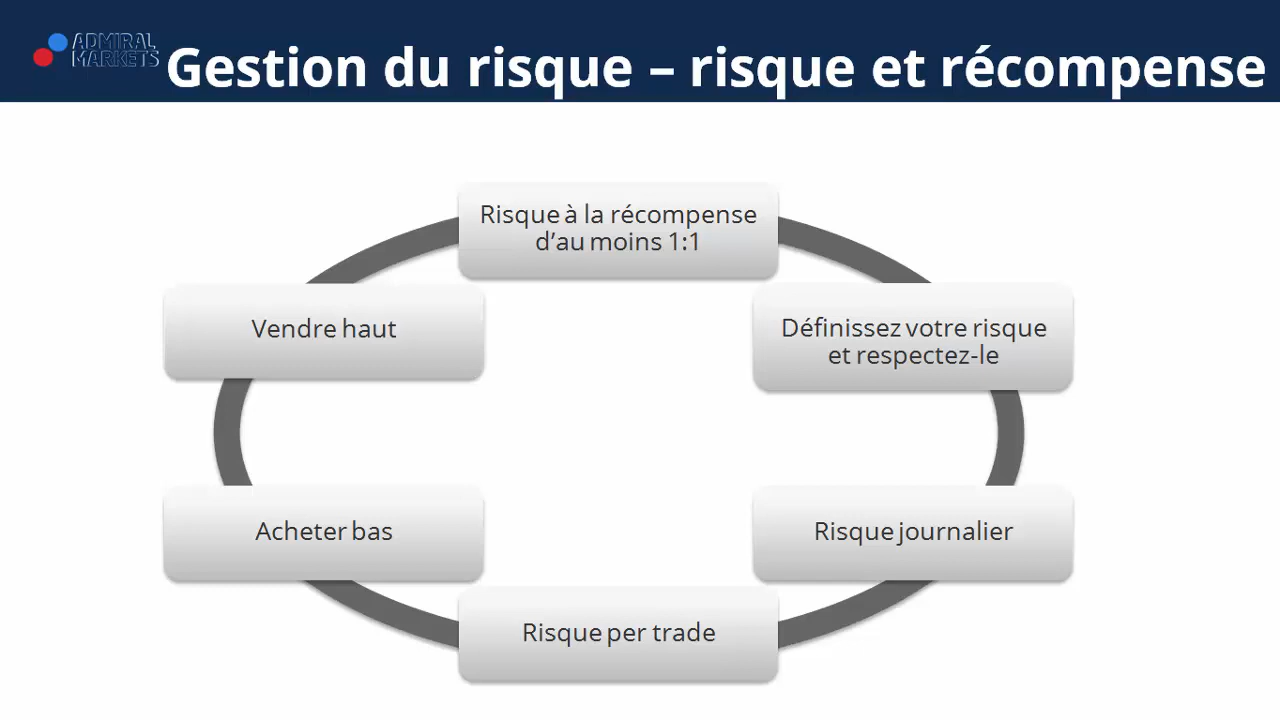 ADMIRAL
MARKETS
Gestion du risque – risque et récompense
Risque à la récompense
d’au moins 1:1
Vendre haut
Définissez votre risque
et respectez-le
Acheter bas
Risque journalier
Risque per trade